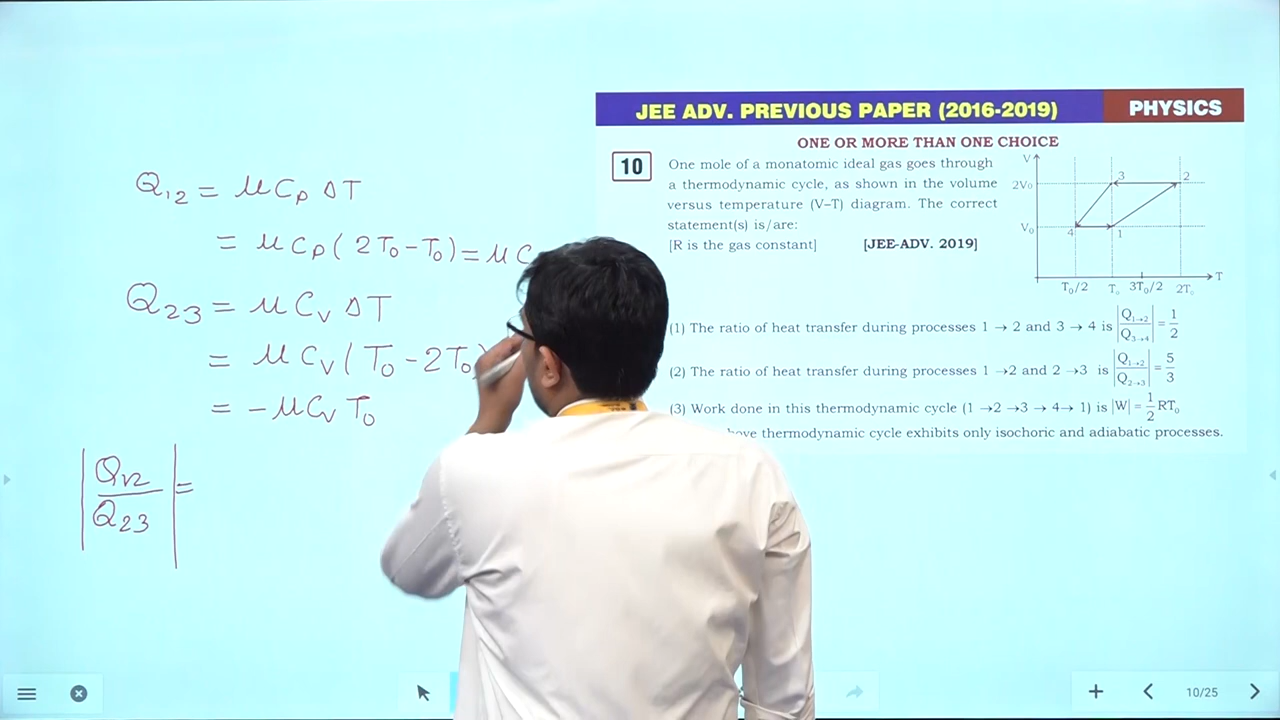 JEE ADV. PREVIOUS PAPER (2016-2019) PHYSICS
ONE OR MORE THAN ONE CHOICE
10 One mole of a monatomic ideal gas goes through
a thermodynamic cycle, as shown in the volume
versus temperature (V–T) diagram. The correct
statement(s) is/are:
[R is the gas constant] [JEE-ADV. 2019]
V
2V₀ 3 2
V₀ 4 1
T
T₀/2 T₀ 3T₀/2 2T₀
(1) The ratio of heat transfer during processes 1 → 2 and 3 → 4 is |Q₁→₂/Q₃→₄| = 1/2
(2) The ratio of heat transfer during processes 1 →2 and 2 →3 is |Q₁→₂/Q₂→₃| = 5/3
(3) Work done in this thermodynamic cycle (1 →2 →3 → 4→ 1) is |W| = 1/2 RT₀
thermodynamic cycle exhibits only isochoric and adiabatic processes.
Q₁₂ = μ C_P ΔT
= μ C_P ( 2T₀ – T₀ ) = μ C
Q₂₃ = μ C_V ΔT
= μ C_V ( T₀ – 2T₀
= – μ C_V T₀
|Q₁₂/Q₂₃| =
10/25